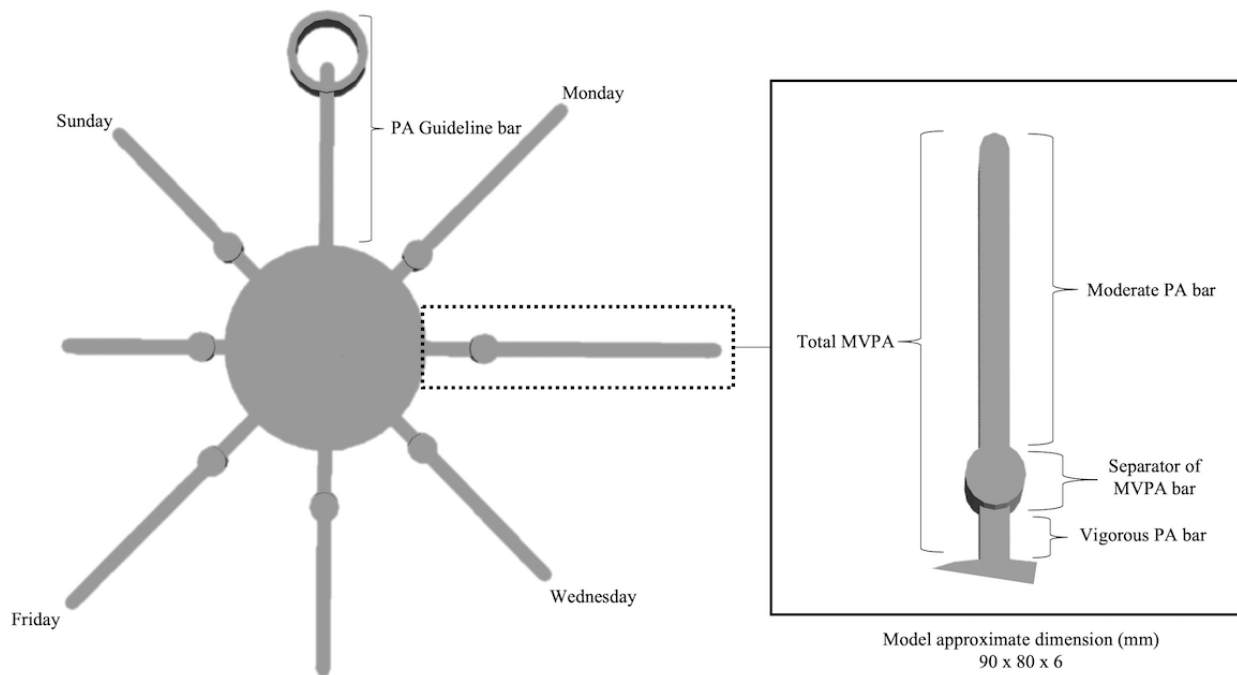 Sunday
PA Guideline bar
Monday
Total MVPA
Moderate PA bar
Separator of
MVPA bar
Vigorous PA bar
Friday
Wednesday
Model approximate dimension (mm)
90 x 80 x 6